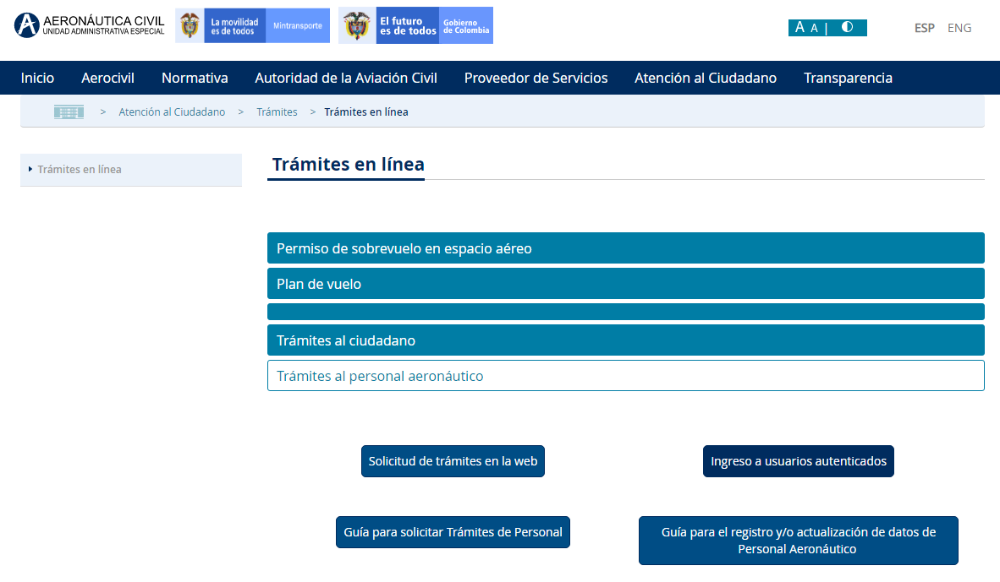 AERONÁUTICA CIVIL
UNIDAD ADMINISTRATIVA ESPECIAL
La movilidad
es de todos
Mintransporte
El futuro
es de todos
Gobierno
de Colombia
A A |
ESP ENG
Inicio Aerocivil Normativa Autoridad de la Aviación Civil Proveedor de Servicios Atención al Ciudadano Transparencia
> Atención al Ciudadano > Trámites > Trámites en línea
Trámites en línea
Trámites en línea
Permiso de sobrevuelo en espacio aéreo
Plan de vuelo
Trámites al ciudadano
Trámites al personal aeronáutico
Solicitud de trámites en la web
Ingreso a usuarios autenticados
Guía para solicitar Trámites de Personal
Guía para el registro y/o actualización de datos de
Personal Aeronáutico